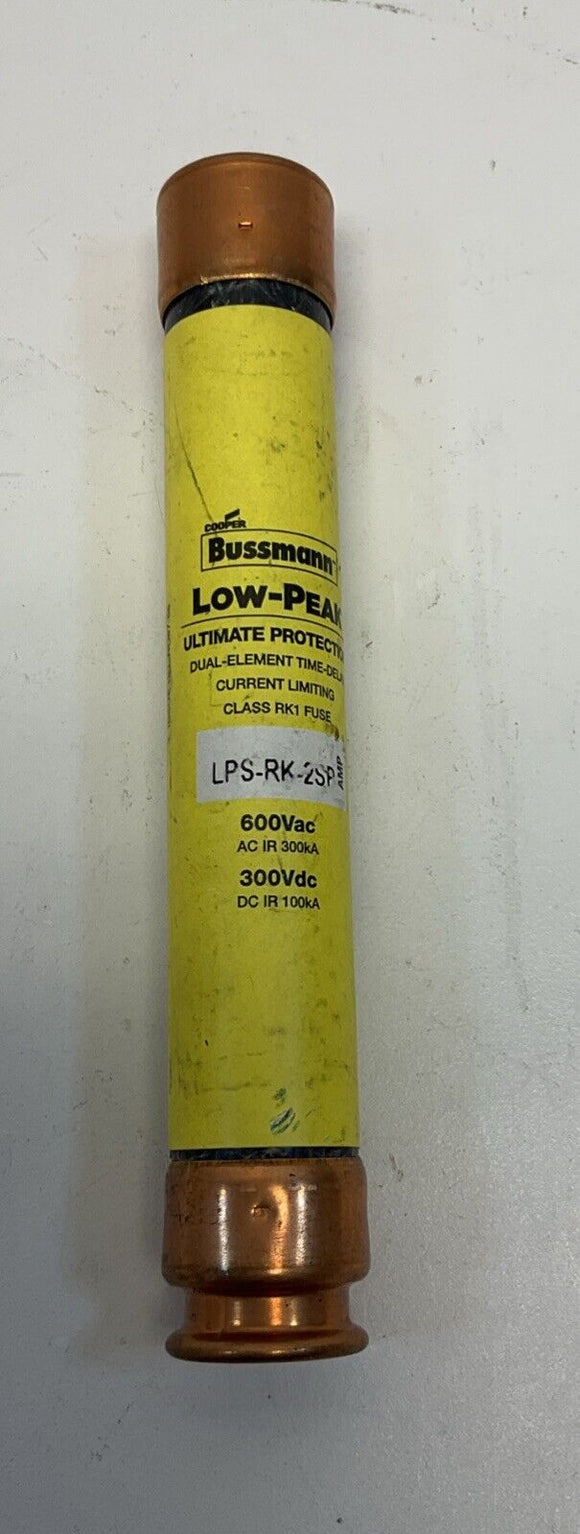 COOPER
Bussmann
LOW-PEAK
ULTIMATE PROTECTION
DUAL-ELEMENT TIME-DELA
CURRENT LIMITING
CLASS RK1 FUSE
LPS-RK-2SP
AMP
600Vac
AC IR 300kA
300Vdc
DC IR 100kA